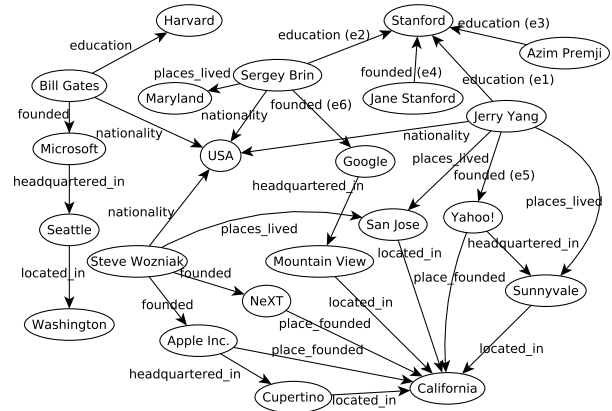 Harvard
Stanford
education (e3)
education (e2)
education
Azim Premji
Bill Gates
places_lived
Sergey Brin
founded (e4)
education (e1)
Maryland
founded (e6)
Jane Stanford
founded
nationality
Jerry Yang
nationality
nationality
Microsoft
USA
Google
places_lived
founded (e5)
headquartered_in
headquartered_in
places_lived
nationality
Seattle
places_lived
San Jose
Yahoo!
headquartered_in
located_in
Steve Wozniak
founded
Mountain View
located_in
place_founded
Sunnyvale
founded
NeXT
located_in
Washington
place_founded
Apple Inc.
place_founded
located_in
headquartered_in
California
Cupertino
located_in